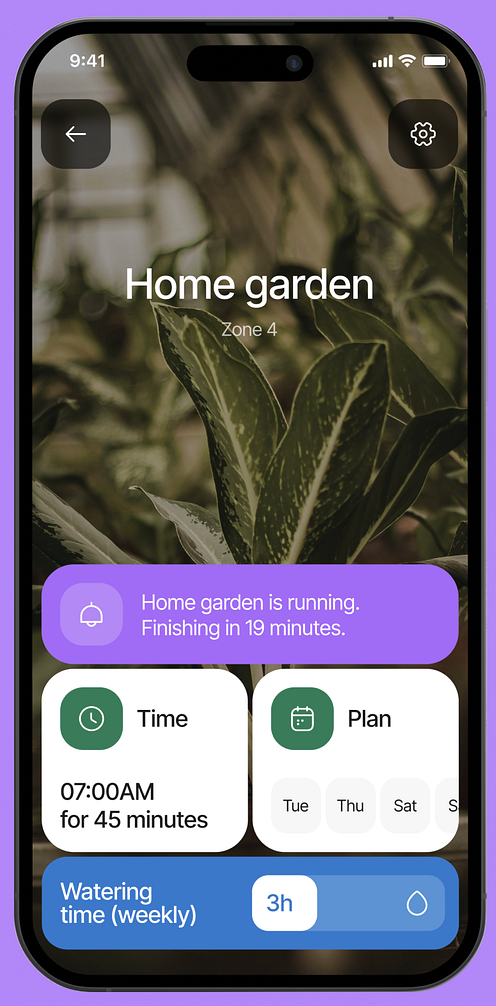 9:41
Home garden
Zone 4
Home garden is running.
Finishing in 19 minutes.
Time
07:00AM
for 45 minutes
Plan
Tue Thu Sat S
Watering
time (weekly)
3h